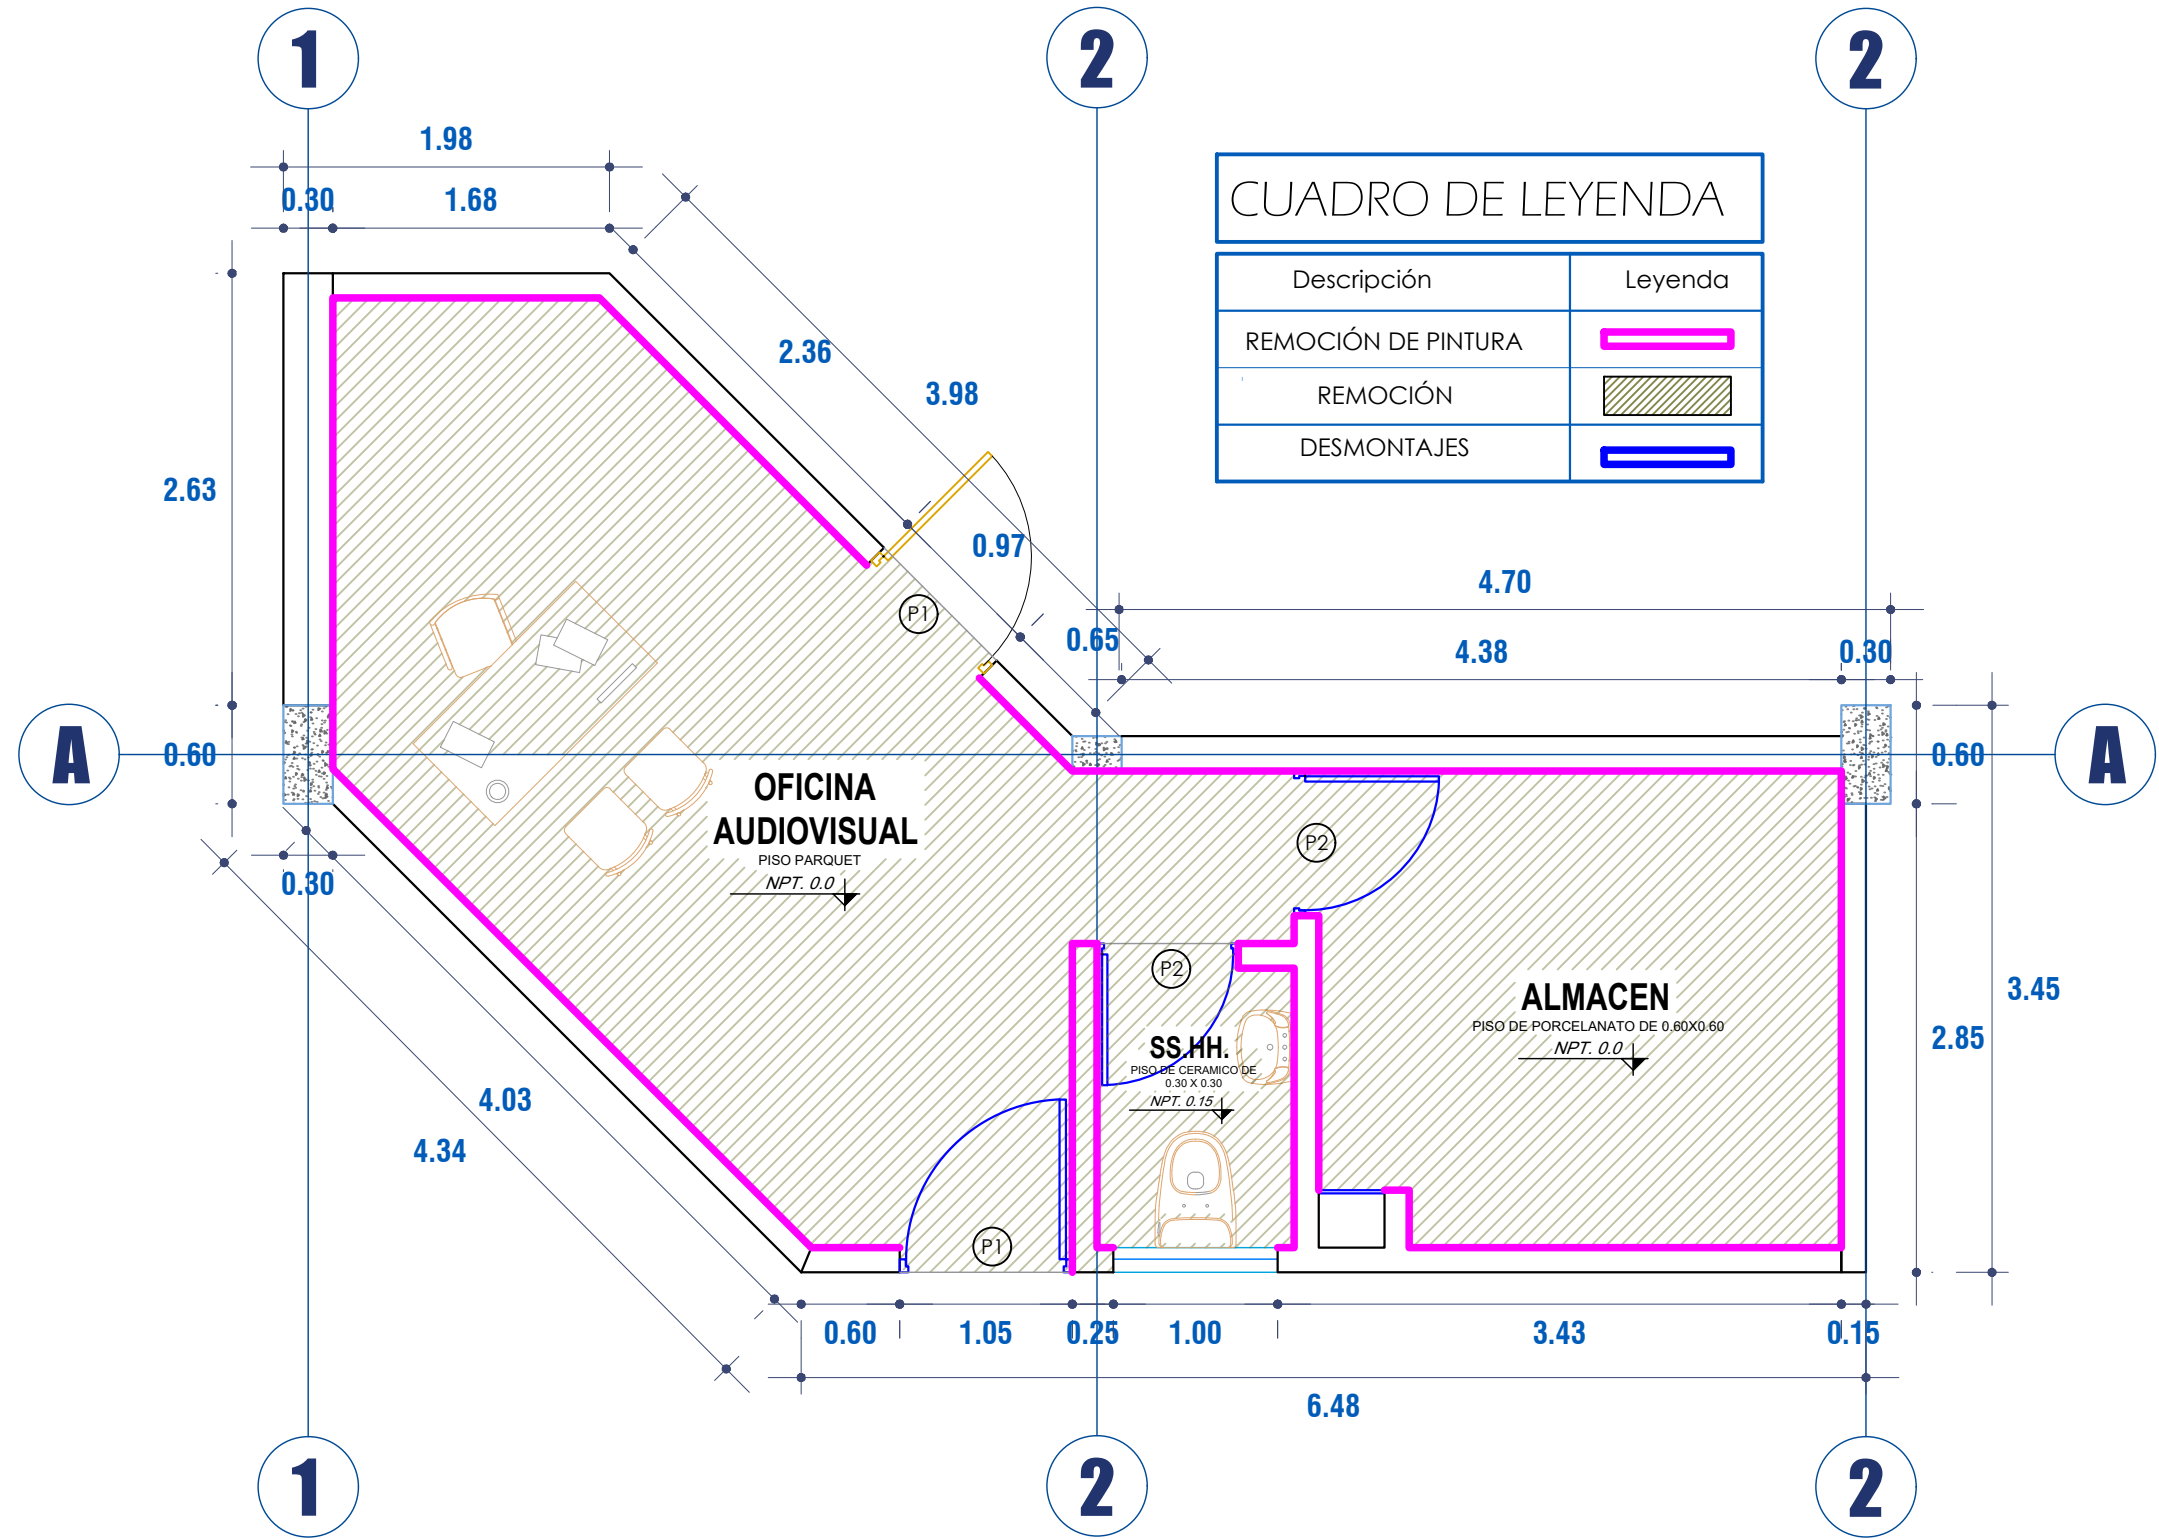 1
2
2
1.98
0.30
1.68
CUADRO DE LEYENDA
Descripción
Leyenda
REMOCIÓN DE PINTURA
REMOCIÓN
DESMONTAJES
2.36
3.98
2.63
0.97
4.70
P1
0.65
4.38
0.30
A
0.60
0.60
A
OFICINA
AUDIOVISUAL
PISO PARQUET
NPT. 0.0
P2
0.30
P2
ALMACEN
PISO DE PORCELANATO DE 0.60X0.60
NPT. 0.0
3.45
2.85
SS.HH.
PISO DE CERAMICO DE
0.30 X 0.30
NPT. 0.15
4.03
4.34
P1
0.60
1.05
0.25
1.00
3.43
0.15
6.48
1
2
2